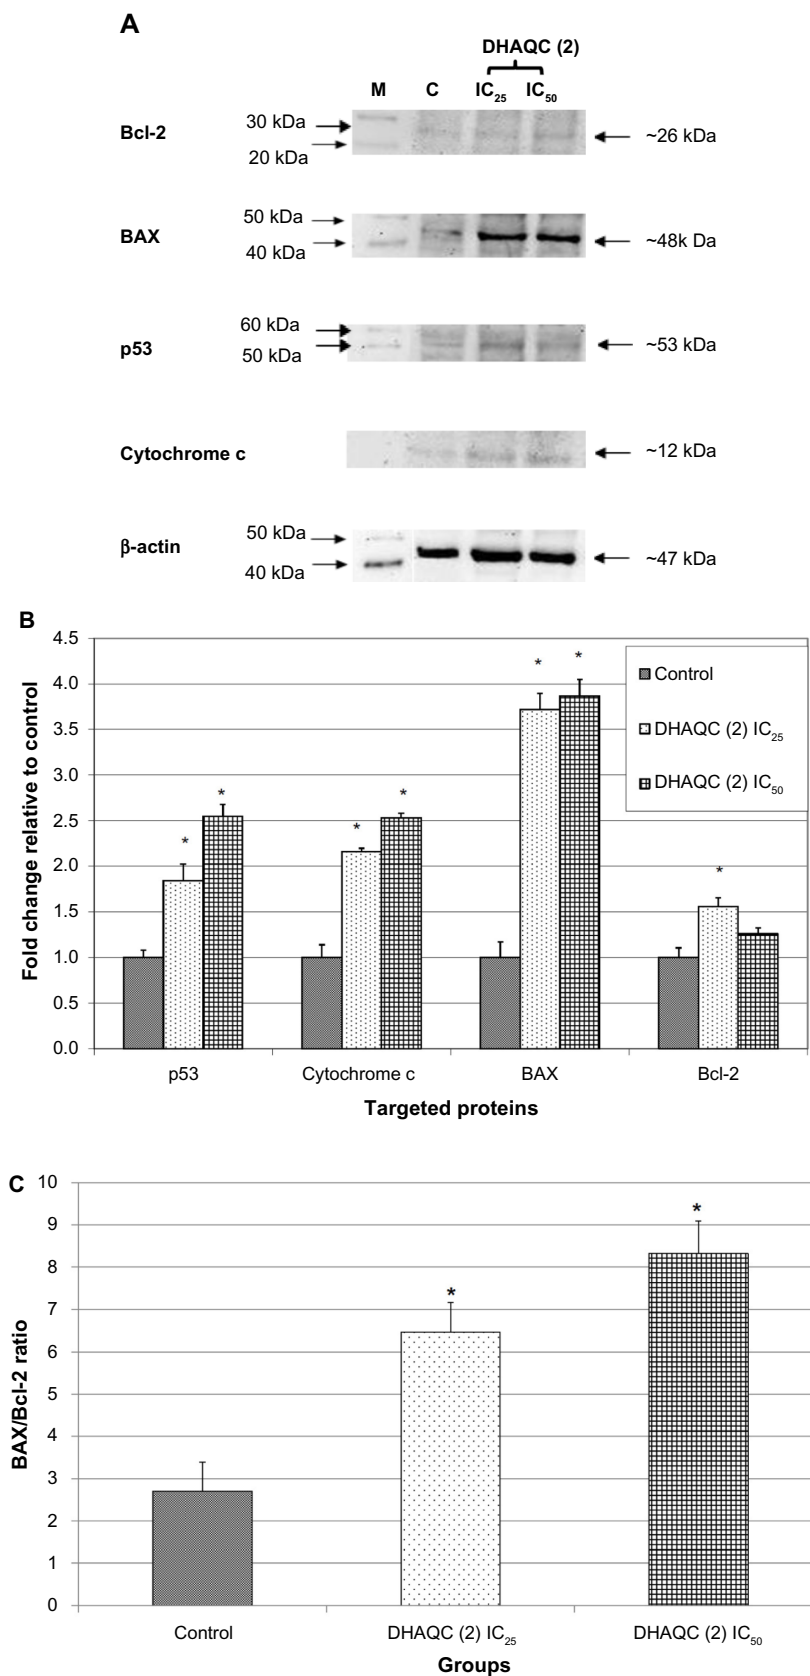 A
DHAQC (2)
M C IC25 IC50
Bcl-2
30 kDa
20 kDa
~26 kDa
BAX
50 kDa
40 kDa
~48k Da
p53
60 kDa
50 kDa
~53 kDa
Cytochrome c
~12 kDa
β-actin
50 kDa
40 kDa
~47 kDa
B
Fold change relative to control
4.5
4.0
3.5
3.0
2.5
2.0
1.5
1.0
0.5
0.0
* * * * * * *
Control
DHAQC (2) IC25
DHAQC (2) IC50
p53 Cytochrome c BAX Bcl-2
Targeted proteins
C
BAX/Bcl-2 ratio
10
9
8
7
6
5
4
3
2
1
0
* *
Control DHAQC (2) IC25 DHAQC (2) IC50
Groups